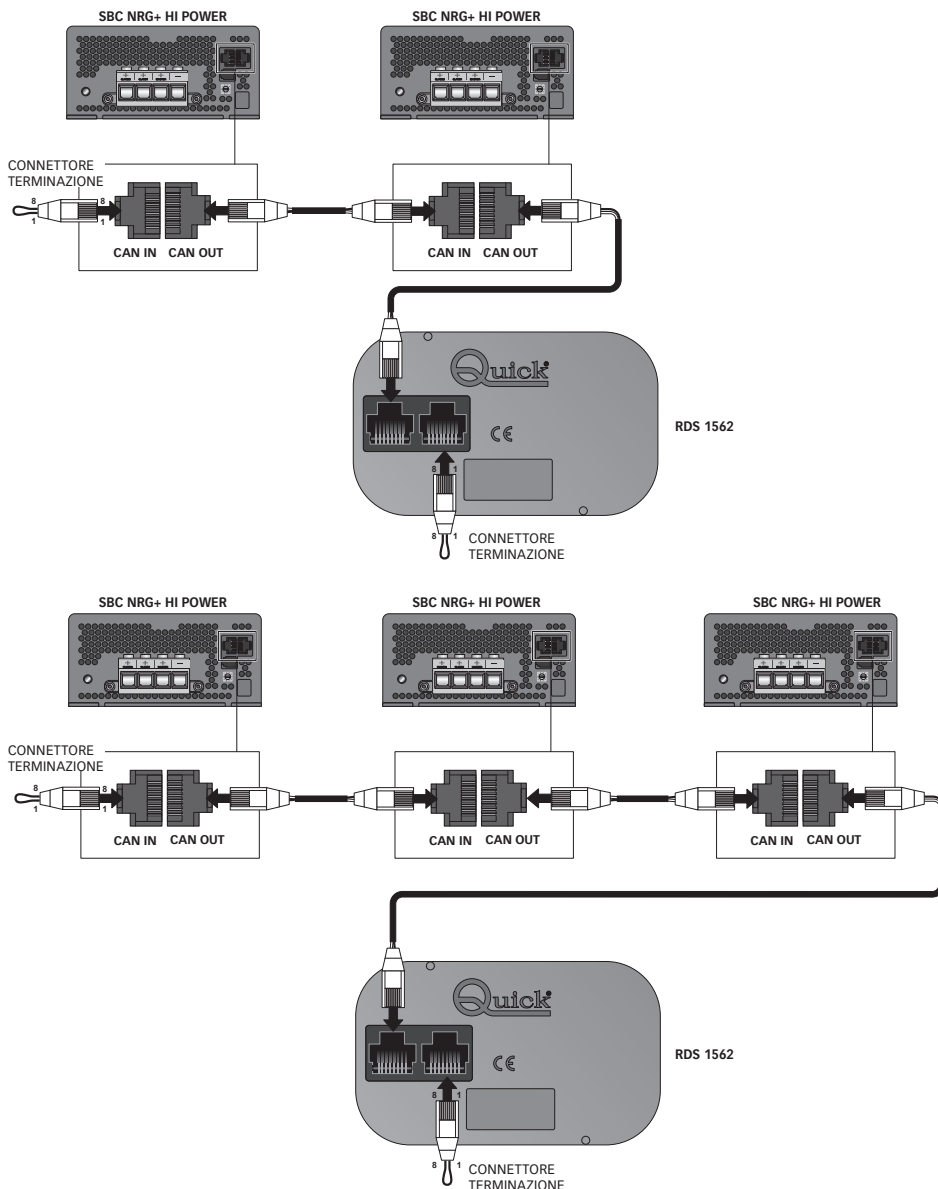 SBC NRG+ HI POWER
SBC NRG+ HI POWER
CONNETTORE
TERMINAZIONE
8
1
8
1
CAN IN CAN OUT
CAN IN CAN OUT
Quick®
CE
RDS 1562
8 1
8 1
CONNETTORE
TERMINAZIONE
SBC NRG+ HI POWER
SBC NRG+ HI POWER
SBC NRG+ HI POWER
CONNETTORE
TERMINAZIONE
8
1
8
1
CAN IN CAN OUT
CAN IN CAN OUT
CAN IN CAN OUT
Quick®
CE
RDS 1562
8 1
8 1
CONNETTORE
TERMINAZIONE